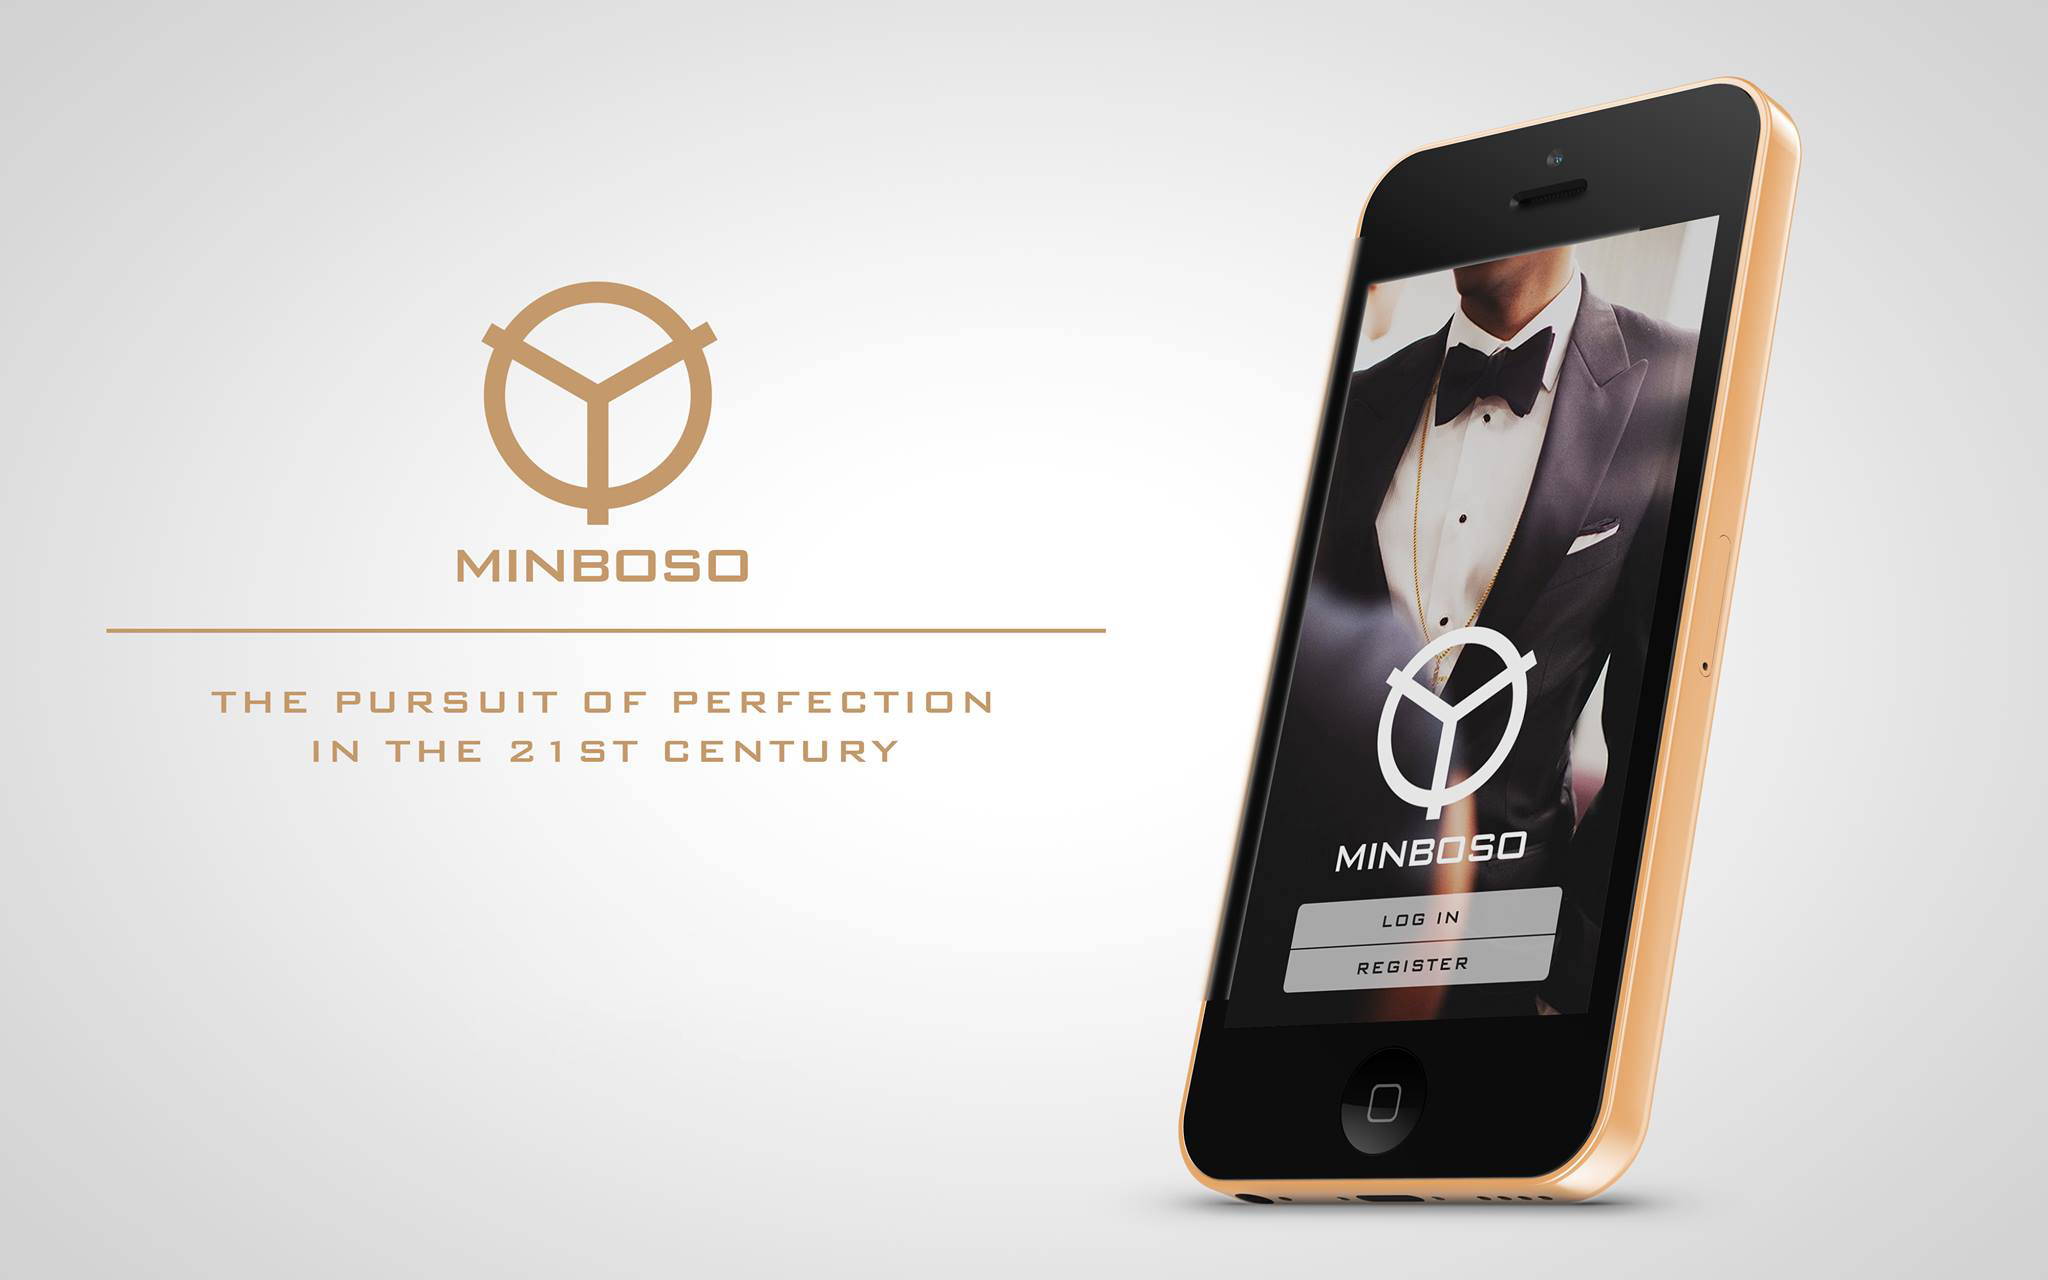 MINBOSO
THE PURSUIT OF PERFECTION
IN THE 21ST CENTURY
MINBOSO
LOG IN
REGISTER